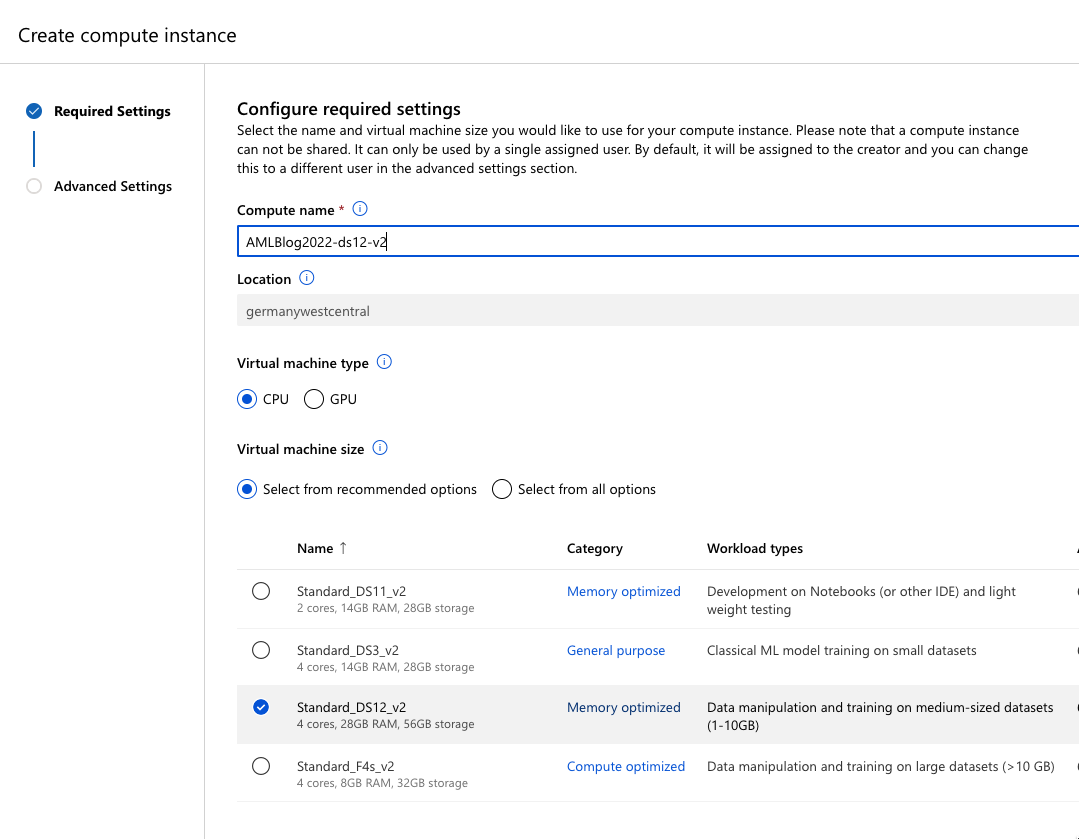 Create compute instance
Required Settings
Advanced Settings
Configure required settings
Select the name and virtual machine size you would like to use for your compute instance. Please note that a compute instance
can not be shared. It can only be used by a single assigned user. By default, it will be assigned to the creator and you can change
this to a different user in the advanced settings section.
Compute name *
AMLBlog2022-ds12-v2
Location
germanywestcentral
Virtual machine type
CPU GPU
Virtual machine size
Select from recommended options Select from all options
Name ↑ Category Workload types
Standard_DS11_v2 Memory optimized Development on Notebooks (or other IDE) and light
2 cores, 14GB RAM, 28GB storage weight testing
Standard_DS3_v2 General purpose Classical ML model training on small datasets
4 cores, 14GB RAM, 28GB storage
Standard_DS12_v2 Memory optimized Data manipulation and training on medium-sized datasets
4 cores, 28GB RAM, 56GB storage (1-10GB)
Standard_F4s_v2 Compute optimized Data manipulation and training on large datasets (>10 GB)
4 cores, 8GB RAM, 32GB storage